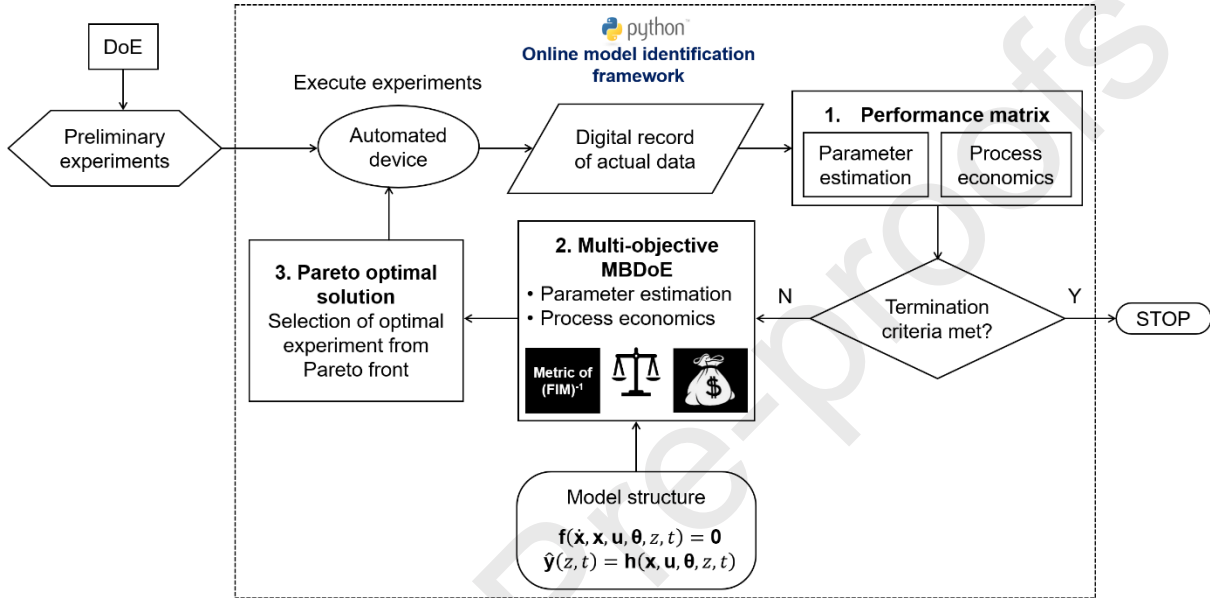 DoE
Preliminary
experiments
python™
Online model identification
framework
Execute experiments
Automated
device
Digital record
of actual data
1. Performance matrix
Parameter
estimation
Process
economics
Termination
criteria met?
N
Y
STOP
2. Multi-objective
MBDoE
• Parameter estimation
• Process economics
Metric of
(FIM)⁻¹
$
3. Pareto optimal
solution
Selection of optimal
experiment from
Pareto front
Model structure
f(ẋ, x, u, θ, z, t) = 0
ŷ(z, t) = h(x, u, θ, z, t)
Pre-proofs